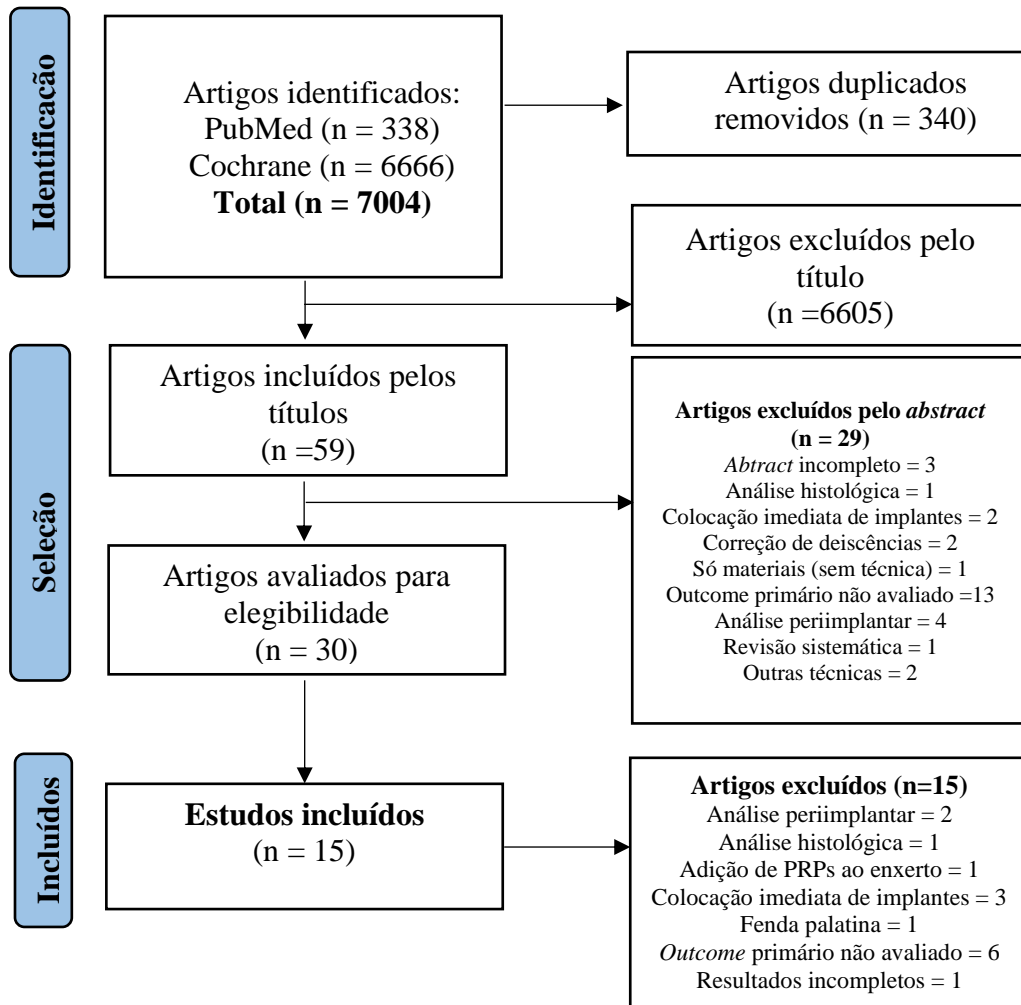 Identificação
Artigos identificados:
PubMed (n = 338)
Cochrane (n = 6666)
Total (n = 7004)
Artigos duplicados
removidos (n = 340)
Artigos excluídos pelo
título
(n =6605)
Seleção
Artigos incluídos pelos
títulos
(n =59)
Artigos excluídos pelo abstract
(n = 29)
Abtract incompleto = 3
Análise histológica = 1
Colocação imediata de implantes = 2
Correção de deiscências = 2
Só materiais (sem técnica) = 1
Outcome primário não avaliado =13
Análise periimplantar = 4
Revisão sistemática = 1
Outras técnicas = 2
Artigos avaliados para
elegibilidade
(n = 30)
Incluídos
Estudos incluídos
(n = 15)
Artigos excluídos (n=15)
Análise periimplantar = 2
Análise histológica = 1
Adição de PRPs ao enxerto = 1
Colocação imediata de implantes = 3
Fenda palatina = 1
Outcome primário não avaliado = 6
Resultados incompletos = 1